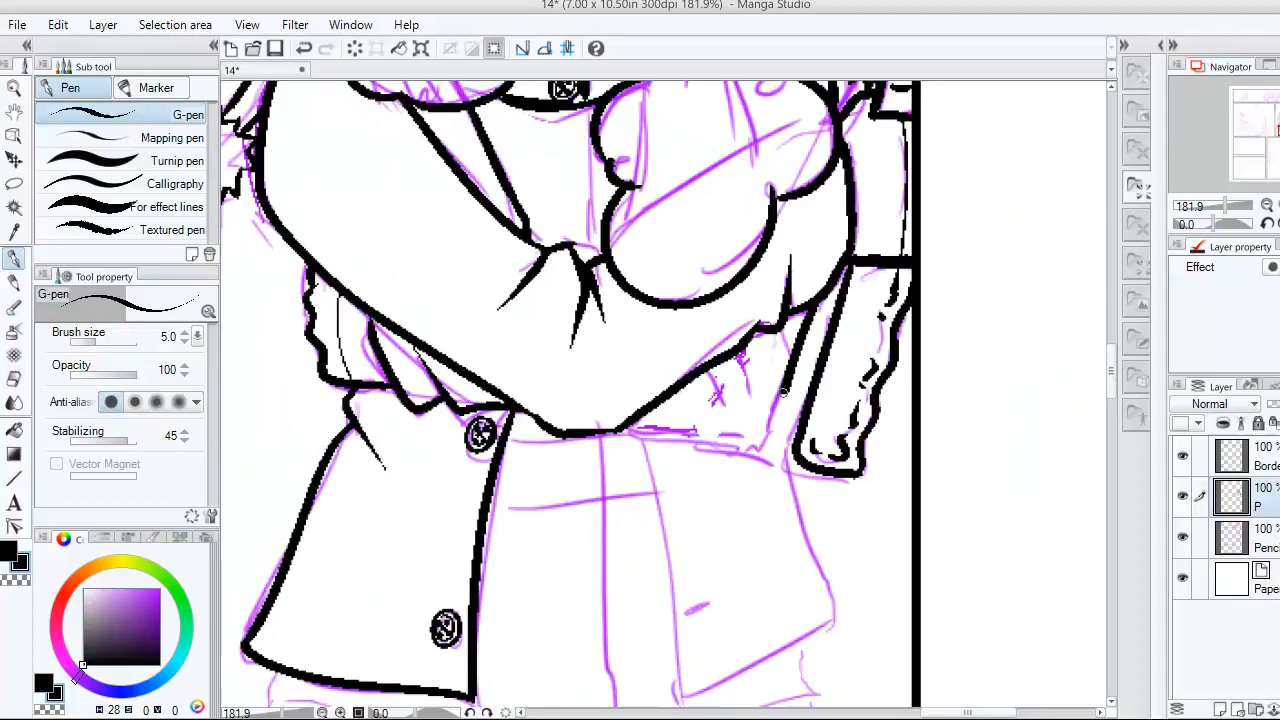 14* (7.00 x 10.50in 300dpi 181.9%) - Manga Studio
File Edit Layer Selection area View Filter Window Help
Sub tool
14*
Navigator
Pen Marker
G-pen
Mapping pen
Turnip pen
Calligraphy
For effect lines
Textured pen
181.9
0.0
Layer property
Effect
Tool property
G-pen
Brush size 5.0
Opacity 100
Anti-alias
Stabilizing 45
Vector Magnet
Layer
Normal
100 %
Borde
100 %
P
100 %
Penci
Pape
H 28 S 0 V 0
181.9 0.0